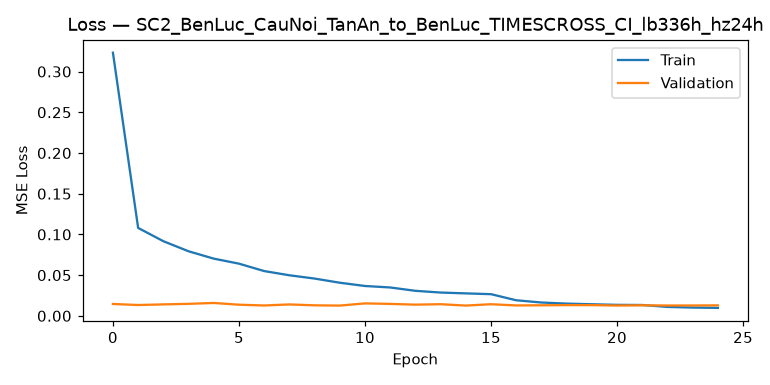 Loss — SC2_BenLuc_CauNoi_TanAn_to_BenLuc_TIMESCROSS_CI_lb336h_hz24h
Train
Validation
MSE Loss
0.30
0.25
0.20
0.15
0.10
0.05
0.00
0 5 10 15 20 25
Epoch